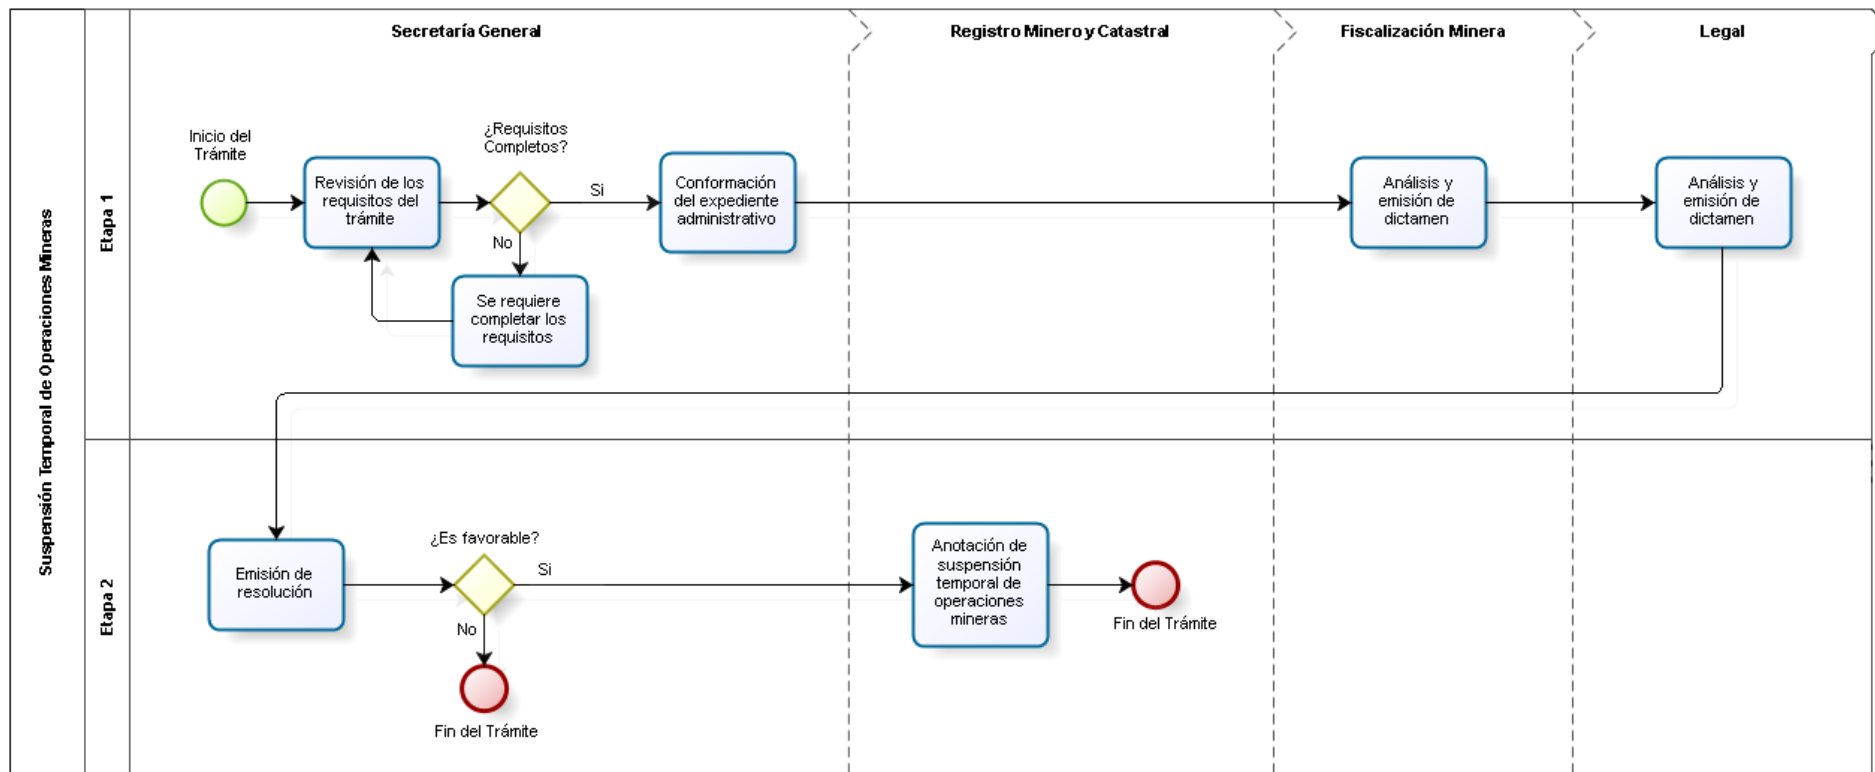 Suspensión Temporal de Operaciones Mineras
Secretaría General
Registro Minero y Catastral
Fiscalización Minera
Legal
Etapa 1
Inicio del
Trámite
Revisión de los
requisitos del
trámite
¿Requisitos
Completos?
Si
No
Se requiere
completar los
requisitos
Conformación
del expediente
administrativo
Análisis y
emisión de
dictamen
Análisis y
emisión de
dictamen
Etapa 2
Emisión de
resolución
¿Es favorable?
Si
No
Fin del Trámite
Anotación de
suspensión
temporal de
operaciones
mineras
Fin del Trámite